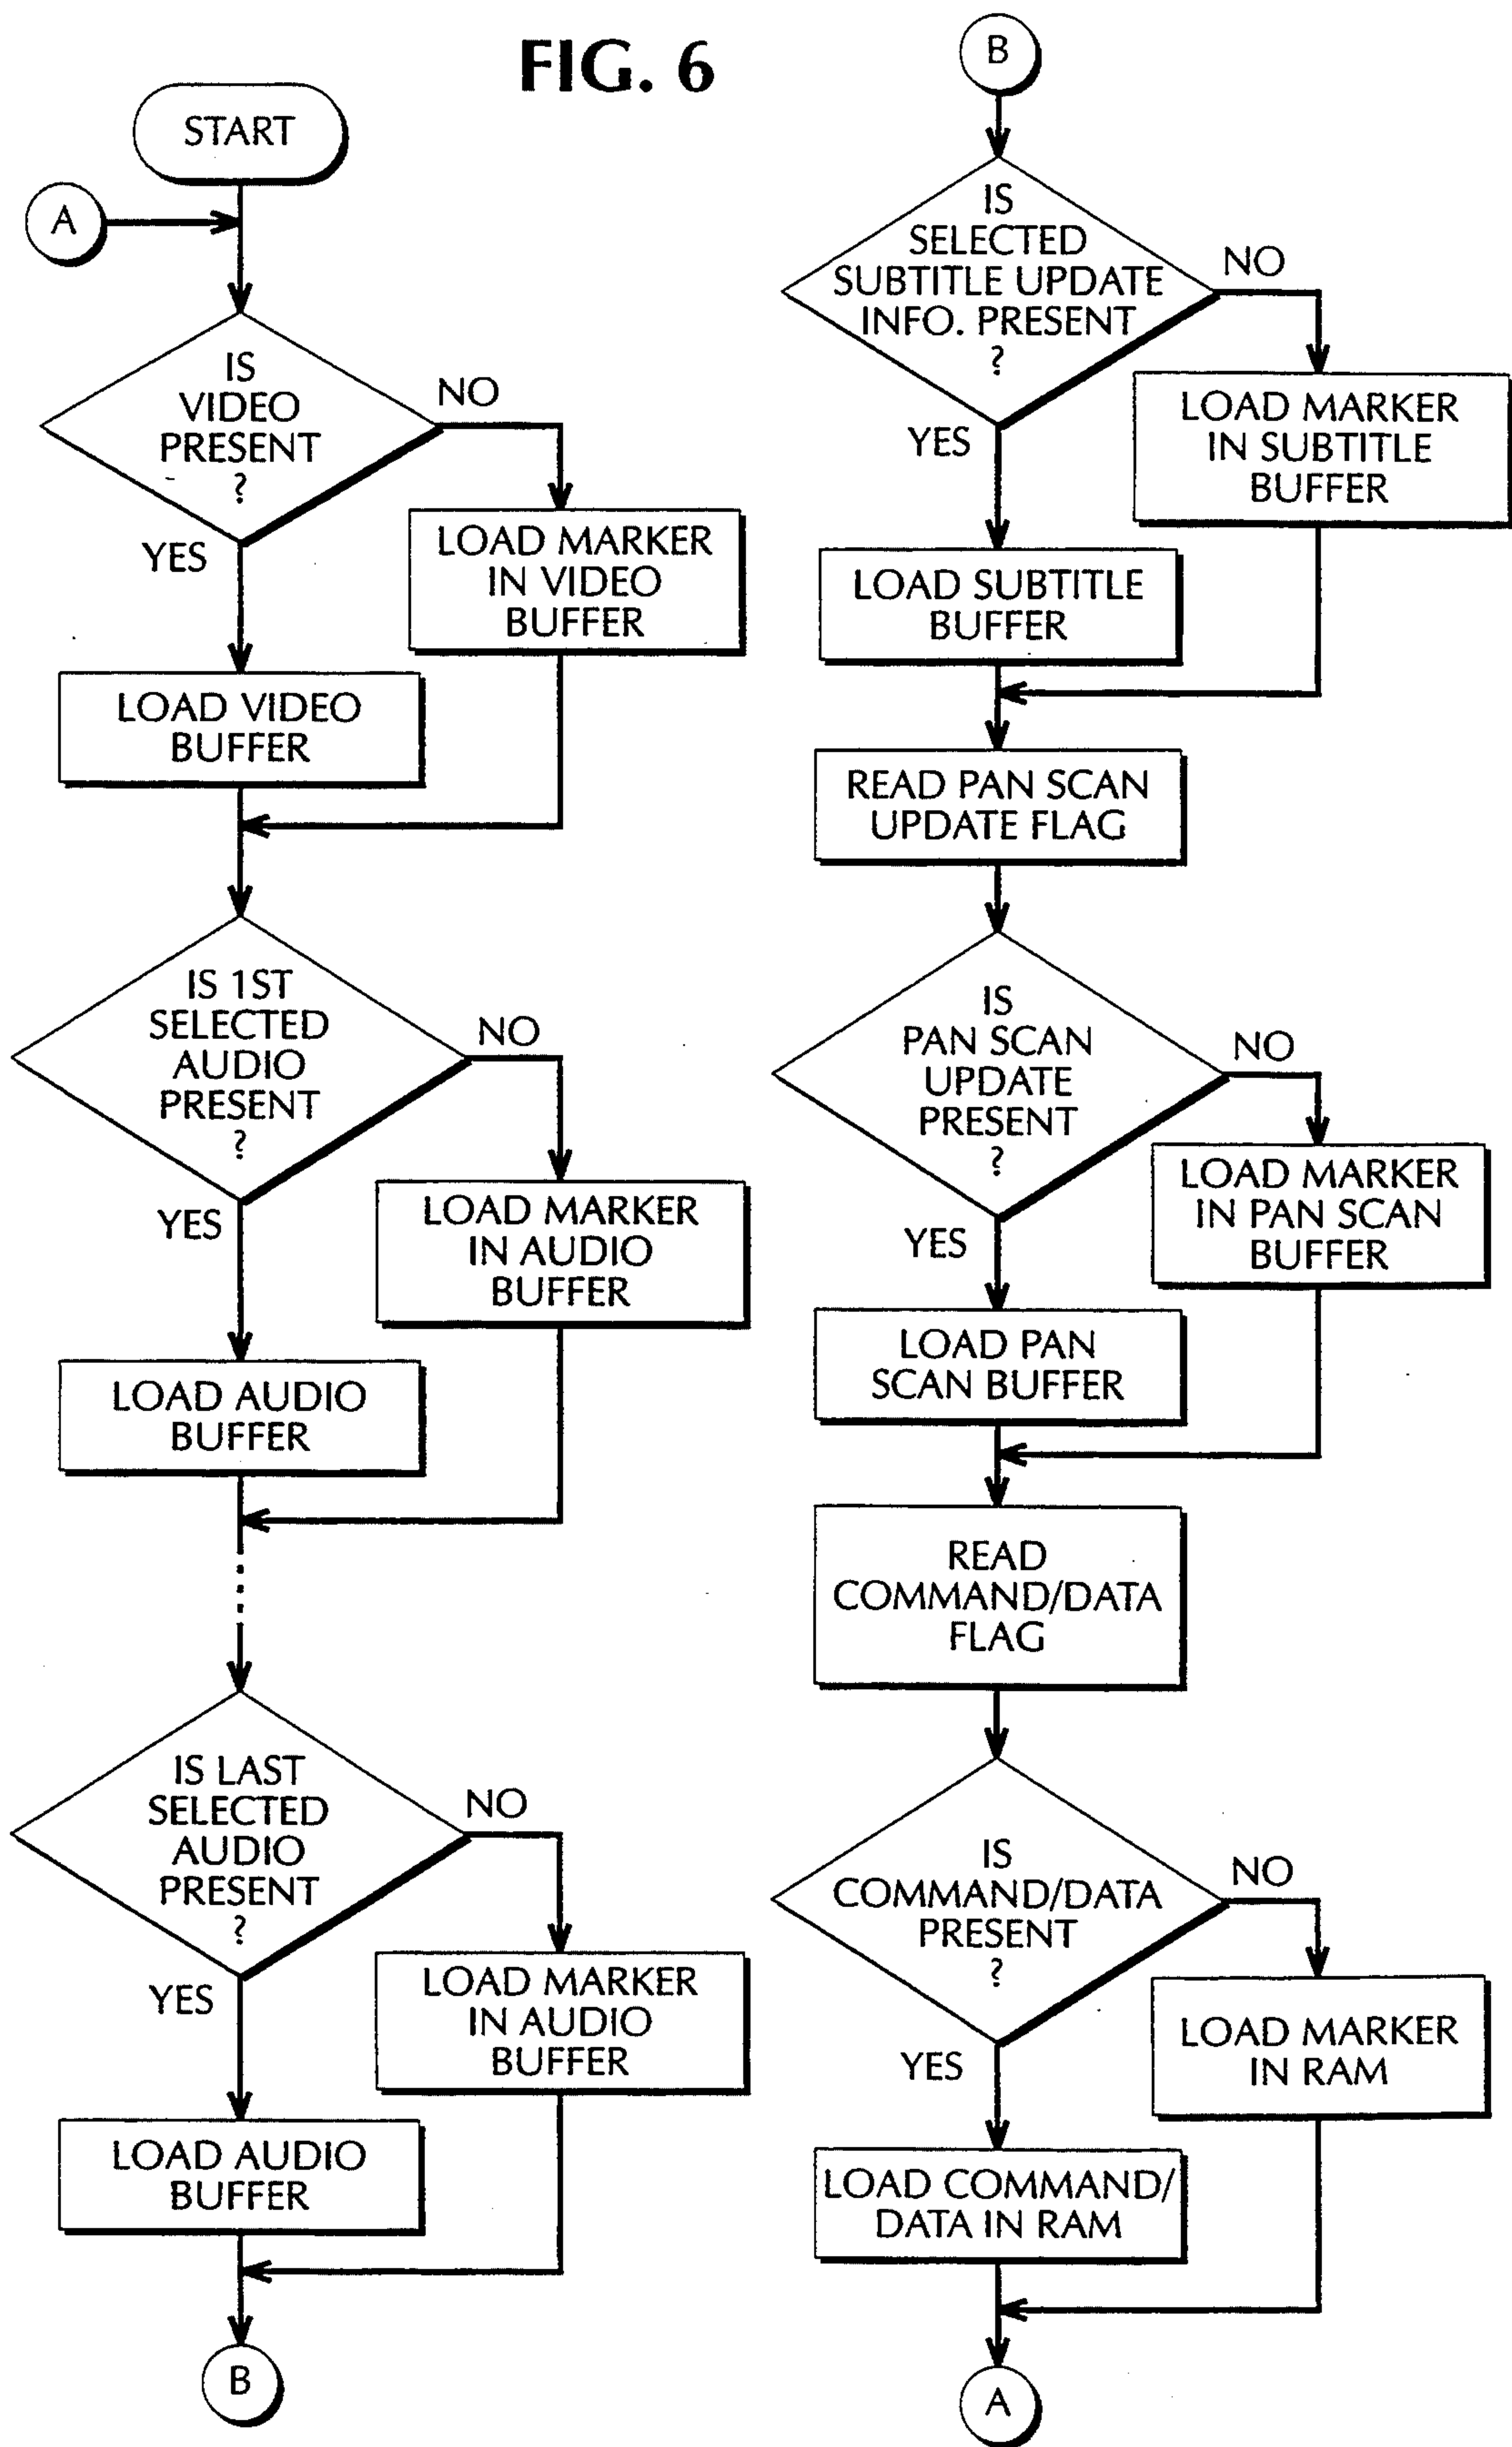 FIG. 6
START
A
IS
VIDEO
PRESENT
?
NO
YES
LOAD MARKER
IN VIDEO
BUFFER
LOAD VIDEO
BUFFER
IS 1ST
SELECTED
AUDIO
PRESENT
?
NO
YES
LOAD MARKER
IN AUDIO
BUFFER
LOAD AUDIO
BUFFER
IS LAST
SELECTED
AUDIO
PRESENT
?
NO
YES
LOAD MARKER
IN AUDIO
BUFFER
LOAD AUDIO
BUFFER
B
B
IS
SELECTED
SUBTITLE UPDATE
INFO. PRESENT
?
NO
YES
LOAD MARKER
IN SUBTITLE
BUFFER
LOAD SUBTITLE
BUFFER
READ PAN SCAN
UPDATE FLAG
IS
PAN SCAN
UPDATE
PRESENT
?
NO
YES
LOAD MARKER
IN PAN SCAN
BUFFER
LOAD PAN
SCAN BUFFER
READ
COMMAND/DATA
FLAG
IS
COMMAND/DATA
PRESENT
?
NO
YES
LOAD MARKER
IN RAM
LOAD COMMAND/
DATA IN RAM
A